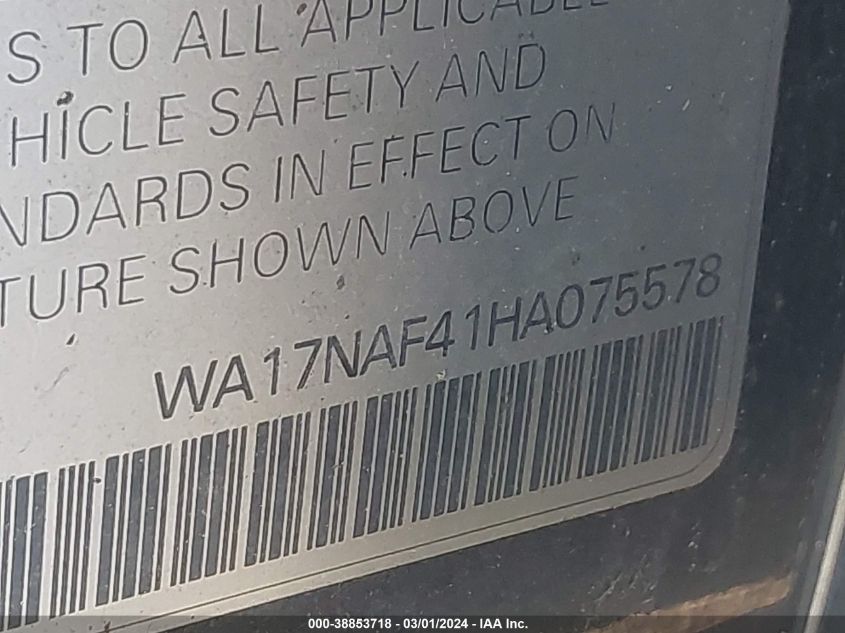 S TO ALL APPLICABLE
HICLE SAFETY AND
NDARDS IN EFFECT ON
TURE SHOWN ABOVE
WA17NAF41HA075578
000-38853718 / 03/01/2024 - IAA Inc.